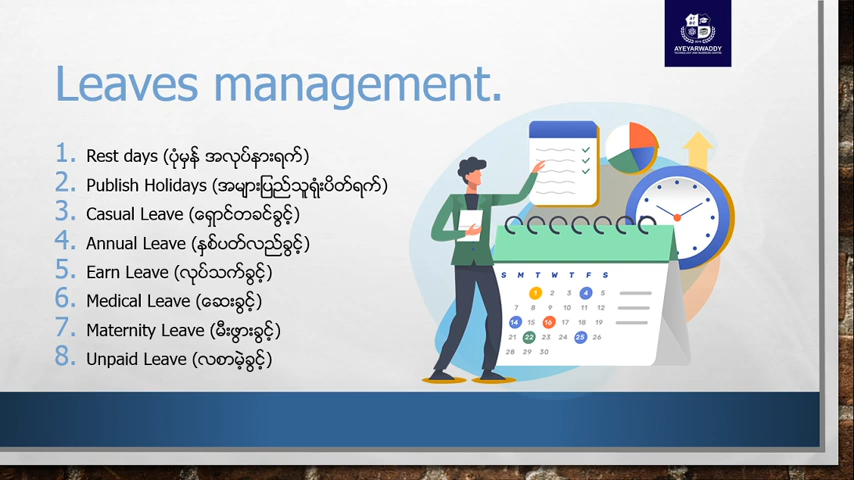 AYEYARWADDY
TECHNOLOGY AND BUSINESS CENTRE
Leaves management.
1. Rest days (ပုံမှန် အလုပ်နားရက်)
2. Publish Holidays (အများပြည်သူရုံးပိတ်ရက်)
3. Casual Leave (ရှောင်တခင်ခွင့်)
4. Annual Leave (နှစ်ပတ်လည်ခွင့်)
5. Earn Leave (လုပ်သက်ခွင့်)
6. Medical Leave (ဆေးခွင့်)
7. Maternity Leave (မီးဖွားခွင့်)
8. Unpaid Leave (လစာမဲ့ခွင့်)
S M T W T F S
1 2 3 4 5
7 8 9 10 11 12
14 15 16 17 18 19
21 22 23 24 25 26
28 29 30